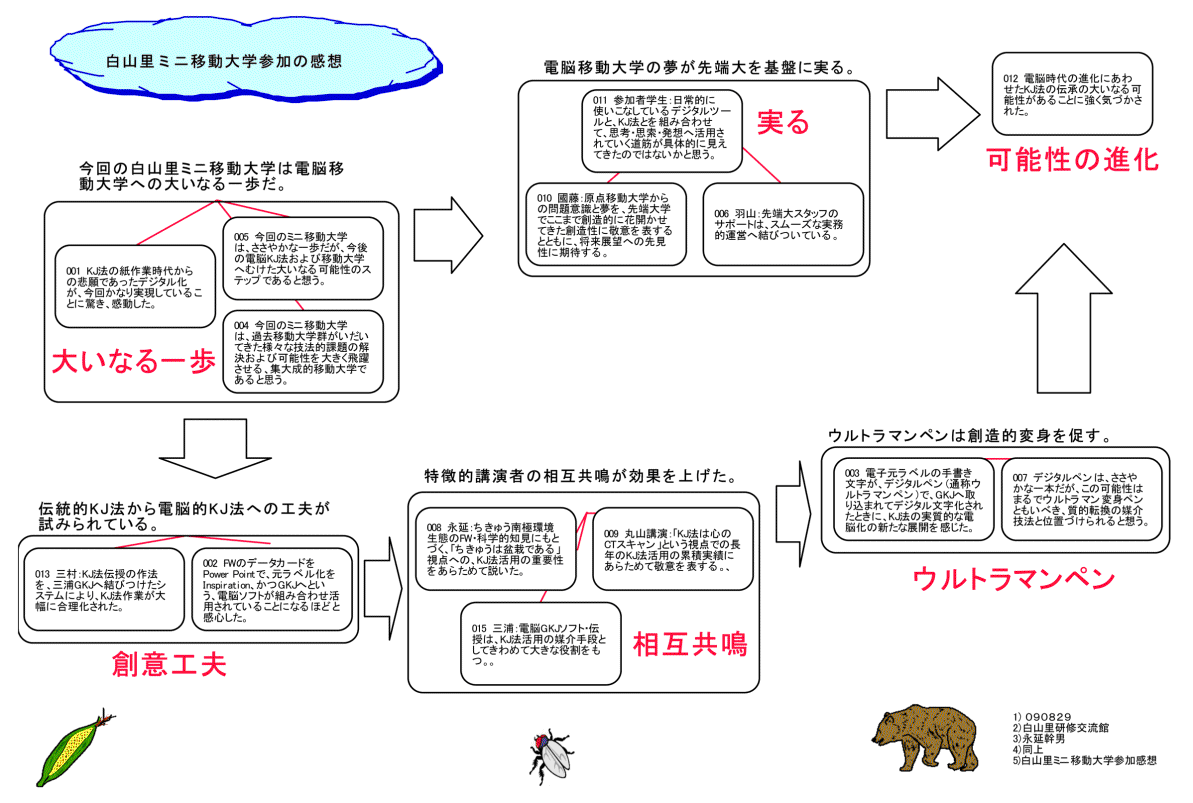 白山里ミニ移動大学参加の感想
今回の白山里ミニ移動大学は電脳移
動大学への大いなる一歩だ。
001 KJ法の紙作業時代から
の悲願であったデジタル化
が、今回かなり実現しているこ
とに驚き、感動した。
005 今回のミニ移動大学
は、ささやかな一歩だが、今後
の電脳KJ法および移動大学
へむけた大いなる可能性のス
テップであると想う。
004 今回のミニ移動大学
は、過去移動大学群がいだい
てきた様々な技法的課題の解
決および可能性を大きく飛躍
させる、集大成的移動大学で
あると思う。
大いなる一歩
電脳移動大学の夢が先端大を基盤に実る。
011 参加者学生：日常的に
使いこなしているデジタルツー
ルと、KJ法とを組み合わせ
て、思考・思索・発想へ活用さ
れていく道筋が具体的に見え
てきたのではないかと思う。
実る
010 國藤：原点移動大学から
の問題意識と夢を、先端大学
でここまで創造的に花開かせ
てきた創造性に敬意を表する
とともに、将来展望への先見
性に期待する。
006 羽山：先端大スタッフの
サポートは、スムーズな実務
的運営へ結びついている。
012 電脳時代の進化にあわ
せたKJ法の伝承の大いなる可
能性があることに強く気づかさ
れた。
可能性の進化
伝統的KJ法から電脳的KJ法への工夫が
試みられている。
013 三村：KJ法伝授の作法
を、三浦GKJへ結びつけたシ
ステムにより、KJ法作業が大
幅に合理化された。
002 FWのデータカードを
Power Pointで、元ラベル化を
Inspiration、かつGKJへとい
う、電脳ソフトが組み合わせ活
用されていることになるほどと
感心した。
創意工夫
特徴的講演者の相互共鳴が効果を上げた。
008 永延：ちきゅう南極環境
生態のFW・科学的知見にもと
づく、「ちきゅうは盆栽である」
視点への、KJ法活用の重要性
をあらためて説いた。
009 丸山講演：「KJ法は心の
CTスキャン」という視点での長
年のKJ法活用の累積実績に
あらためて敬意を表する。、
015 三浦：電脳GKJソフト・伝
授は、KJ法活用の媒介手段と
してきわめて大きな役割をも
つ。。
相互共鳴
ウルトラマンペンは創造的変身を促す。
003 電子元ラベルの手書き
文字が、デジタルペン（通称ウ
ルトラマンペン）で、GKJへ取
り込まれてデジタル文字化され
たときに、KJ法の実質的な電
脳化の新たな展開を感じた。
007 デジタルペンは、ささや
かな一本だが、この可能性は
まるでウルトラマン変身ペン
ともいべき、質的転換の媒介
技法と位置づけられると想う。
ウルトラマンペン
1) 090829
2)白山里研修交流館
3)永延幹男
4)同上
5)白山里ミニ移動大学参加感想